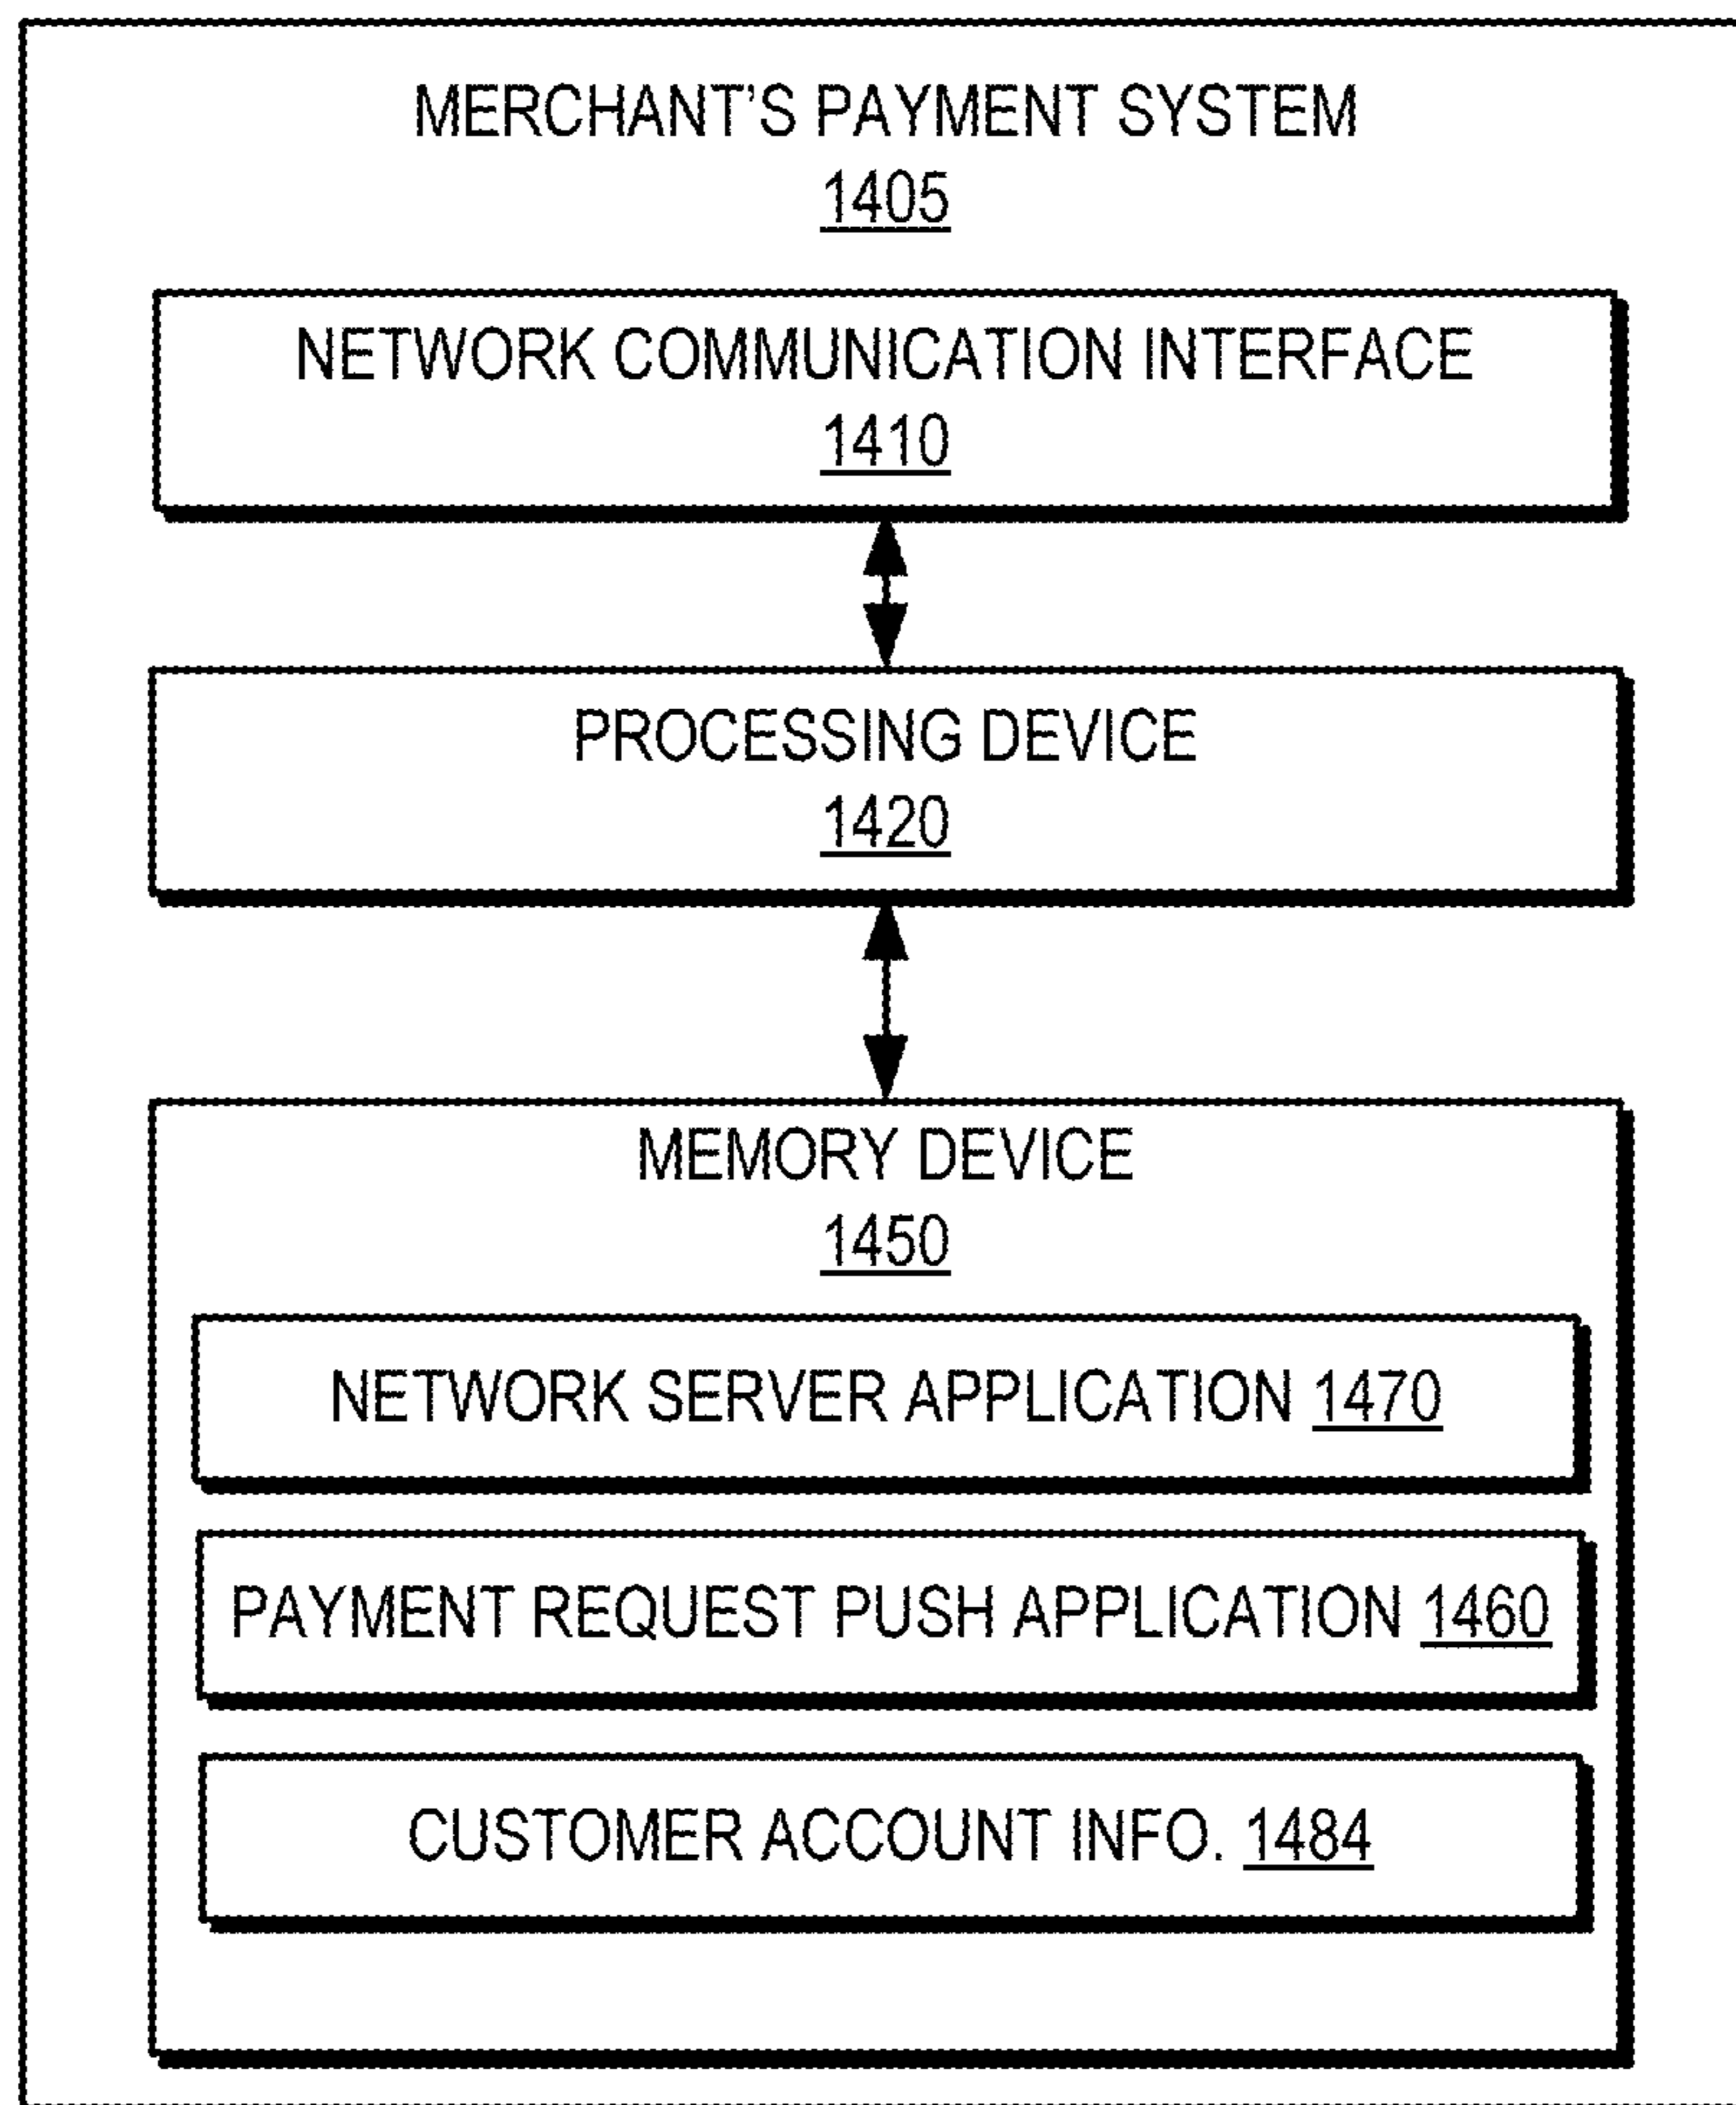 MERCHANT'S PAYMENT SYSTEM
1405
NETWORK COMMUNICATION INTERFACE
1410
PROCESSING DEVICE
1420
MEMORY DEVICE
1450
NETWORK SERVER APPLICATION 1470
PAYMENT REQUEST PUSH APPLICATION 1460
CUSTOMER ACCOUNT INFO. 1484